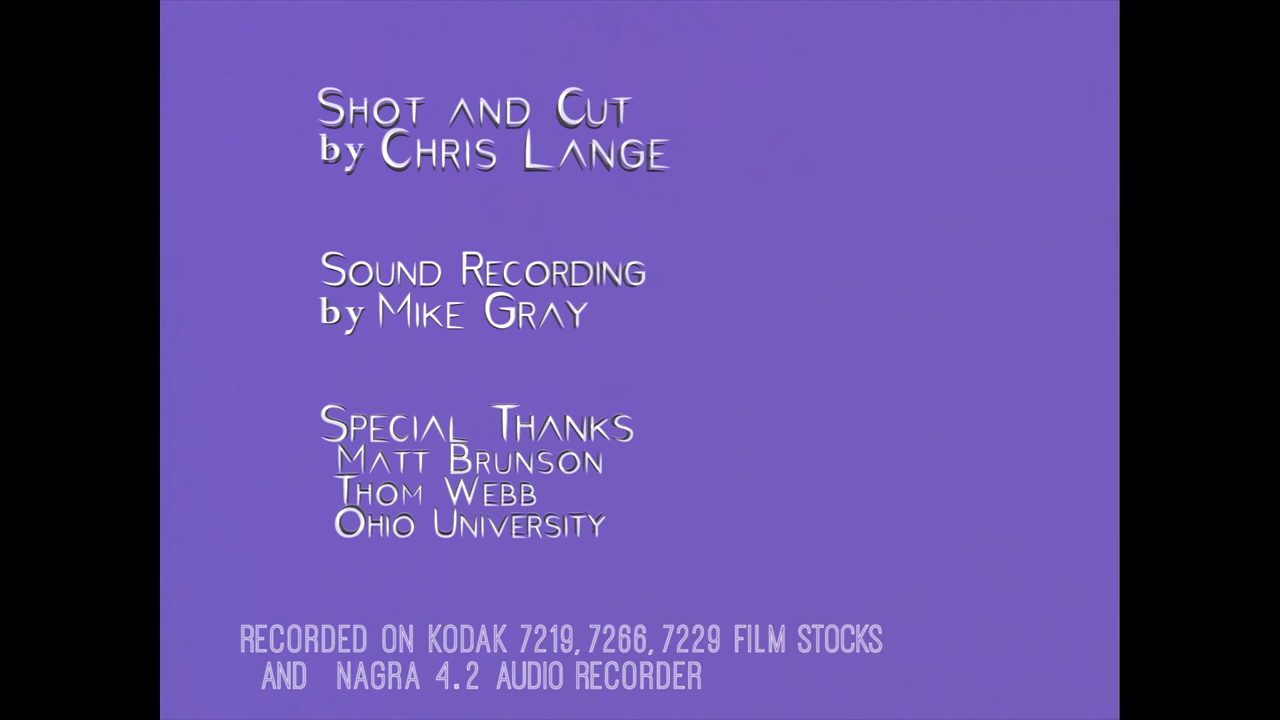 Shot and Cut
by Chris Lange
Sound Recording
by Mike Gray
Special Thanks
Matt Brunson
Thom Webb
Ohio University
RECORDED ON KODAK 7219, 7266, 7229 FILM STOCKS
AND NAGRA 4.2 AUDIO RECORDER